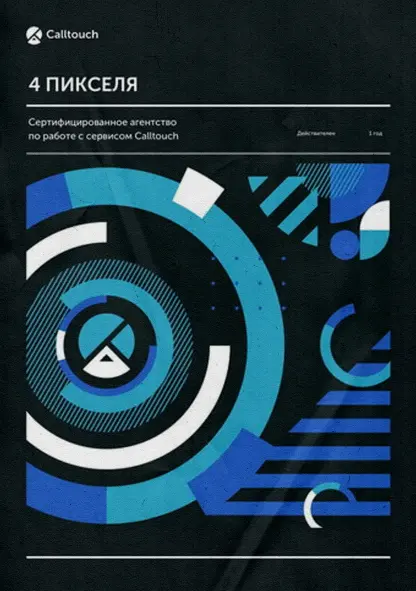 Calltouch
4 ПИКСЕЛЯ
Сертифицированное агентство
по работе с сервисом Calltouch
Действителен 1 год